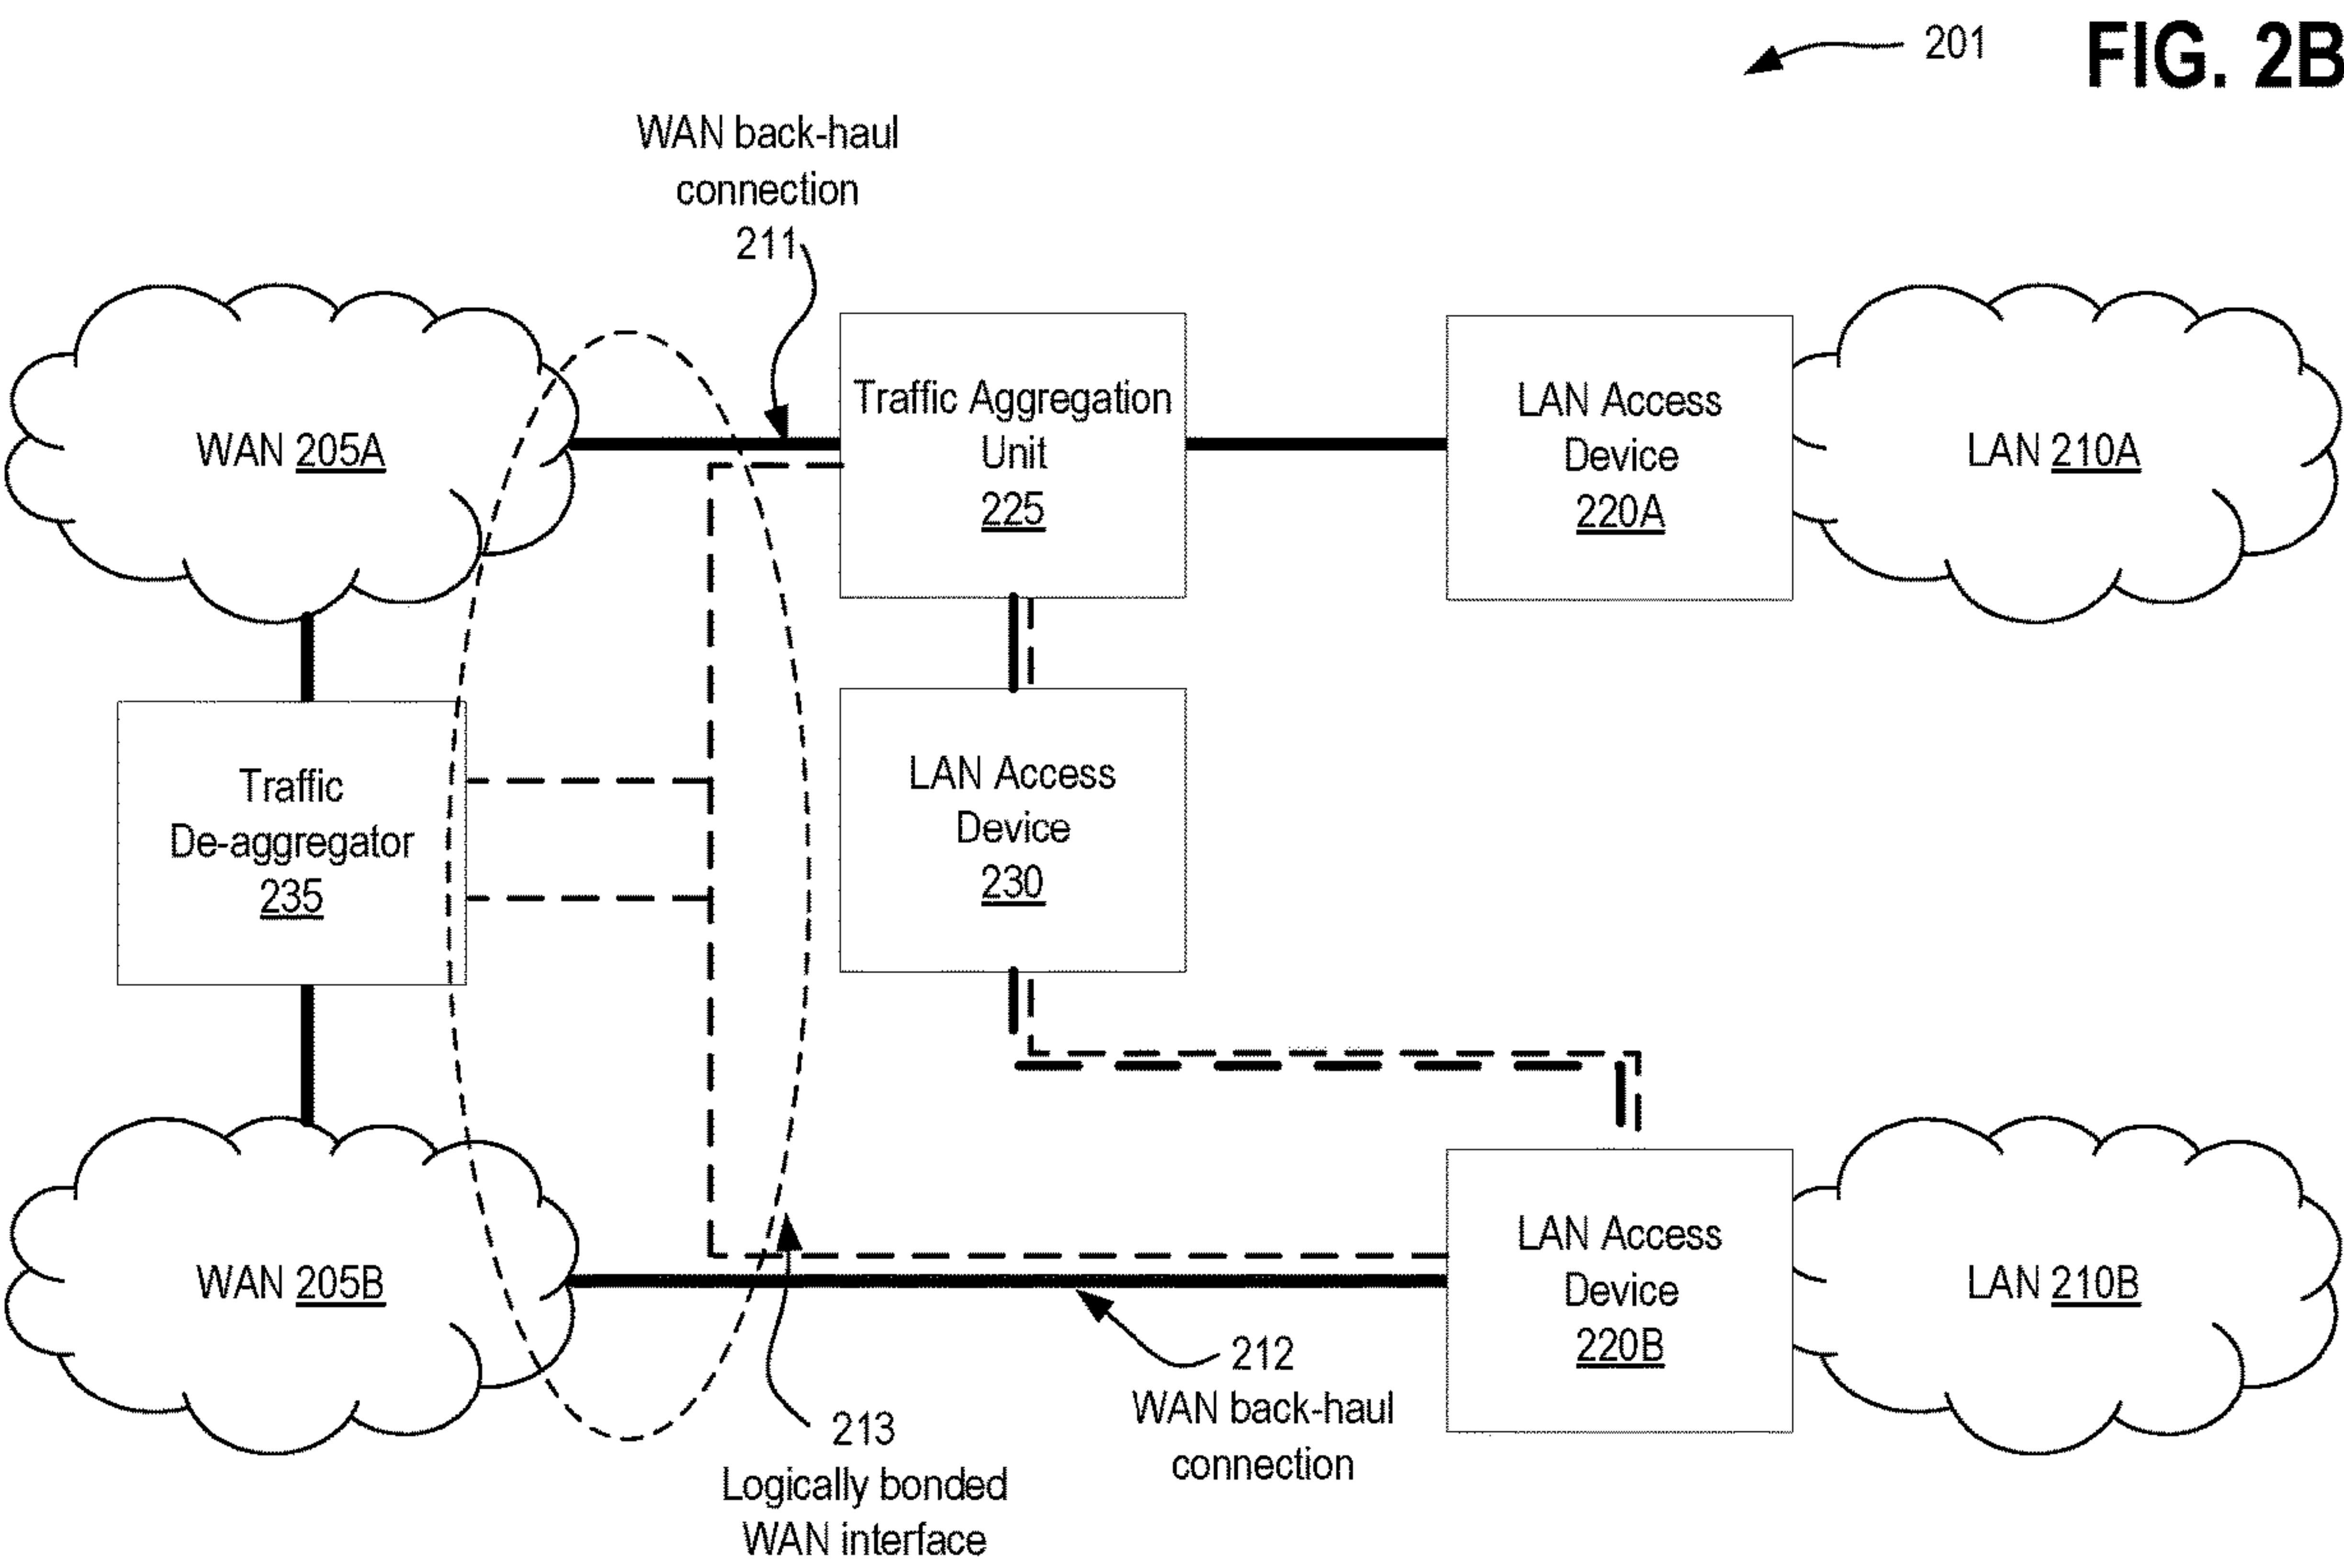 201
FIG. 2B
WAN back-haul
connection
211
WAN 205A
Traffic Aggregation
Unit
225
LAN Access
Device
220A
LAN 210A
Traffic
De-aggregator
235
LAN Access
Device
230
WAN 205B
LAN Access
Device
220B
LAN 210B
212
WAN back-haul
connection
213
Logically bonded
WAN interface